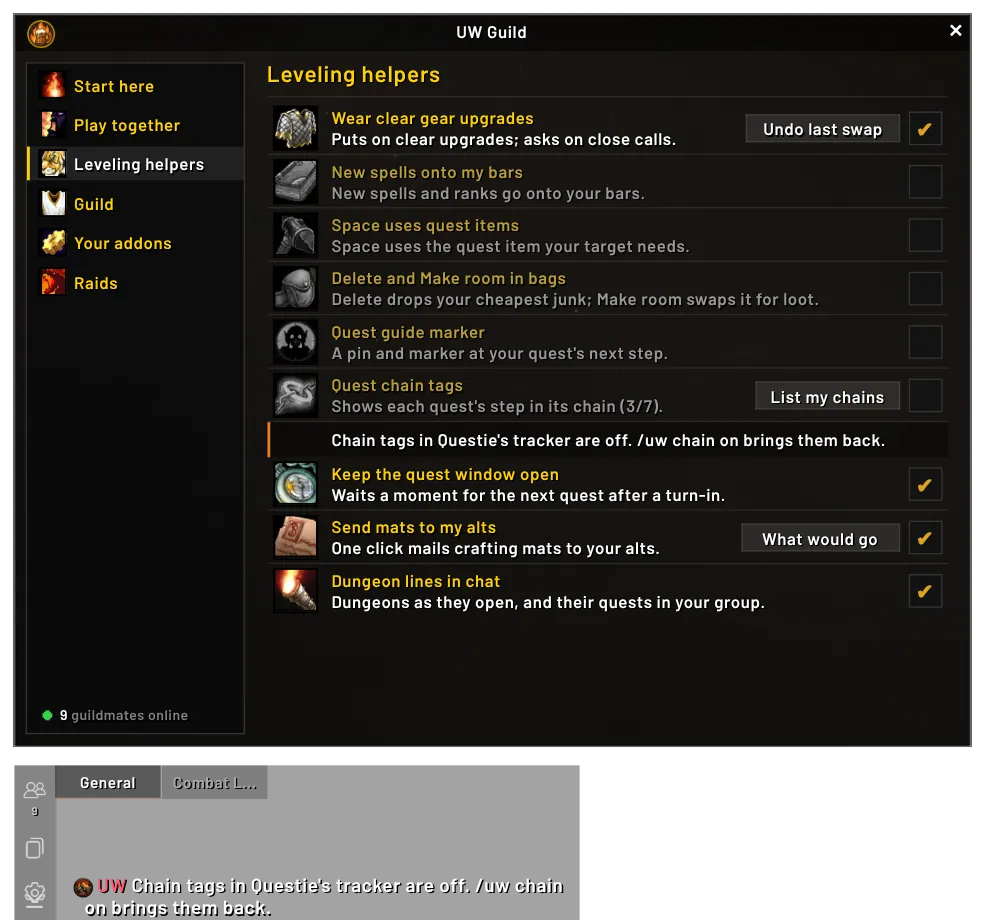 UW Guild
Start here
Play together
Leveling helpers
Guild
Your addons
Raids
9 guildmates online
Leveling helpers
Wear clear gear upgrades
Puts on clear upgrades; asks on close calls.
Undo last swap
New spells onto my bars
New spells and ranks go onto your bars.
Space uses quest items
Space uses the quest item your target needs.
Delete and Make room in bags
Delete drops your cheapest junk; Make room swaps it for loot.
Quest guide marker
A pin and marker at your quest's next step.
Quest chain tags
Shows each quest's step in its chain (3/7).
List my chains
Chain tags in Questie's tracker are off. /uw chain on brings them back.
Keep the quest window open
Waits a moment for the next quest after a turn-in.
Send mats to my alts
One click mails crafting mats to your alts.
What would go
Dungeon lines in chat
Dungeons as they open, and their quests in your group.
General
Combat L...
9
UW Chain tags in Questie's tracker are off. /uw chain
on brings them back.